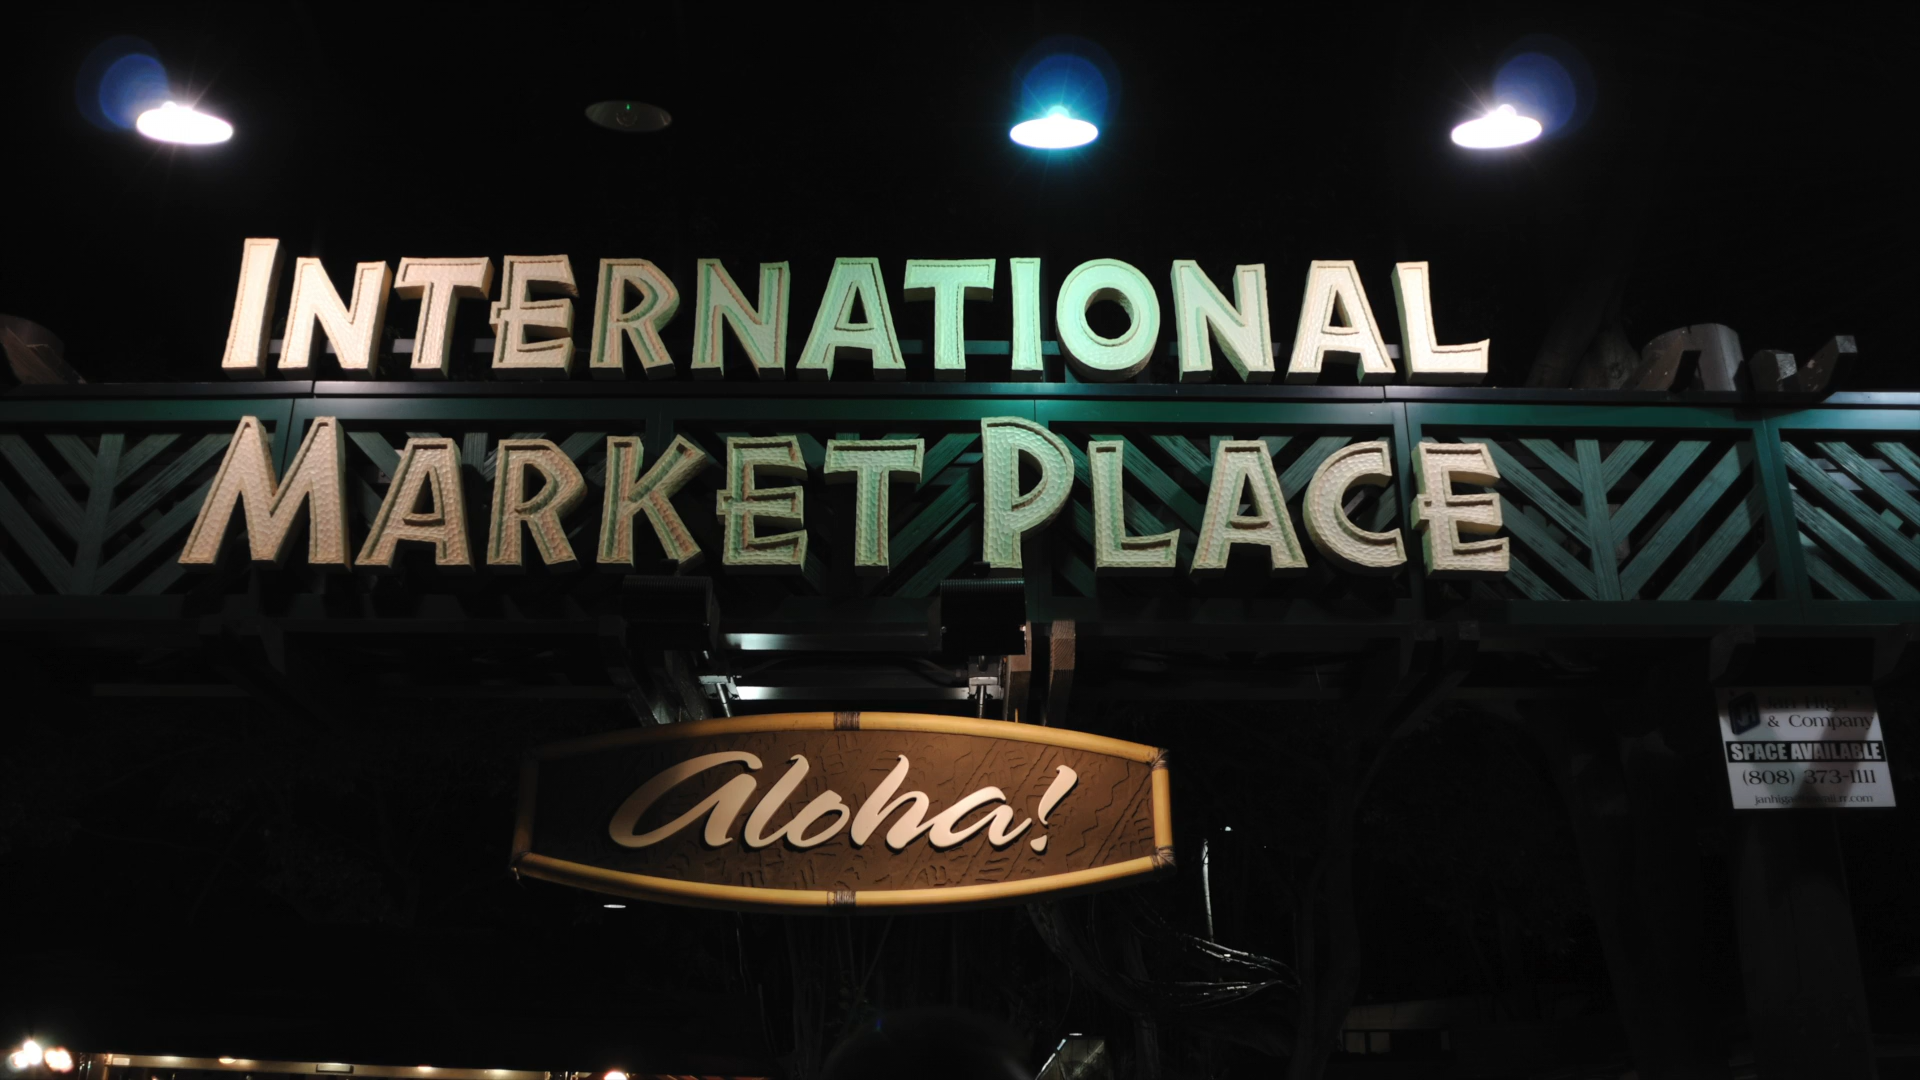 INTERNATIONAL
MARKET PLACE
Aloha!
& Company
SPACE AVAILABLE
(808) 373-1111